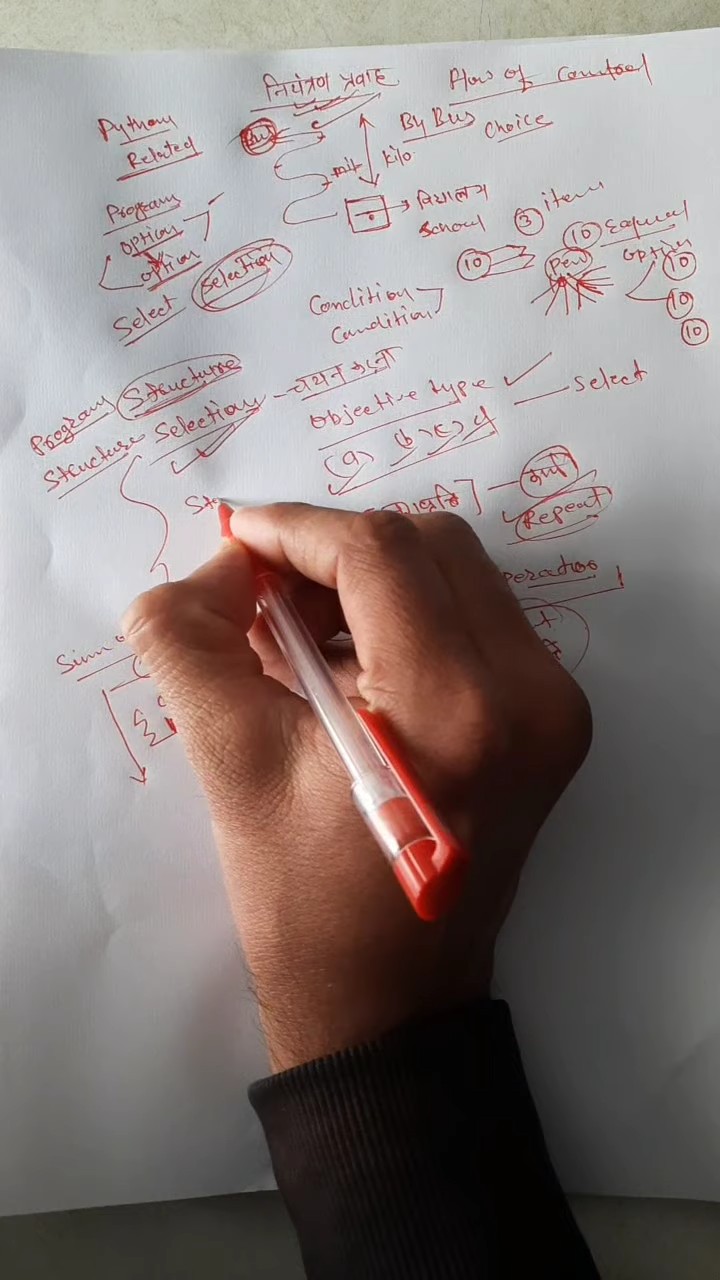 नियंत्रण प्रवाह Flow of Control
Python
Related
By Bus
Choice
kilo
Program
option
option
Select Selection
विद्यालय
School
③ item
⑩ Equal
⑩
Pen
option
⑩
⑩
⑩
Condition
Condition
Program Structure
Structure Selection
चयन करना
Objective type
Select
(a) b) c) d
Repeat